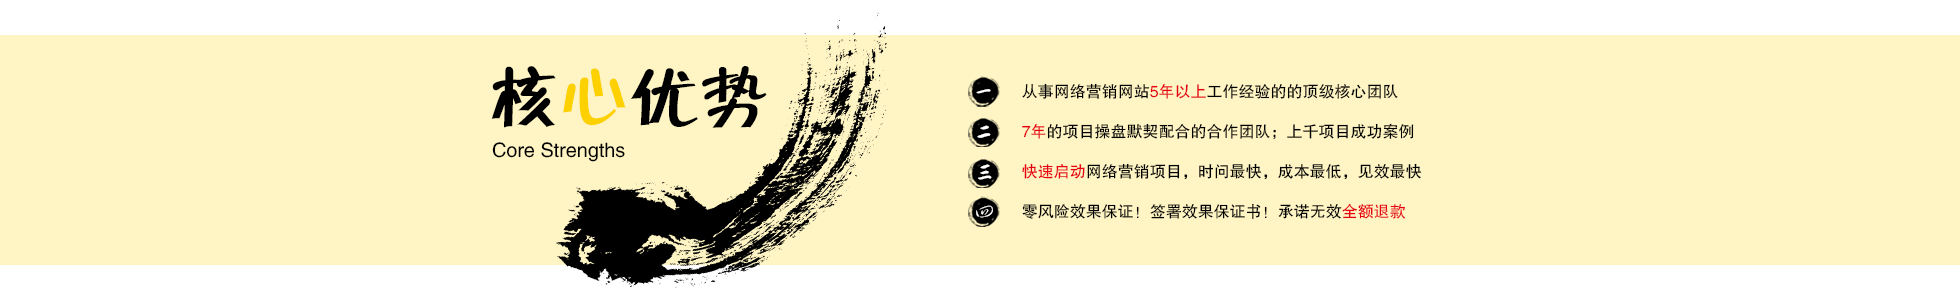 核心优势
Core Strengths
一 从事网络营销网站5年以上工作经验的的顶级核心团队
二 7年的项目操盘默契配合的合作团队；上千项目成功案例
三 快速启动网络营销项目，时问最快，成本最低，见效最快
四 零风险效果保证！签署效果保证书！承诺无效全额退款